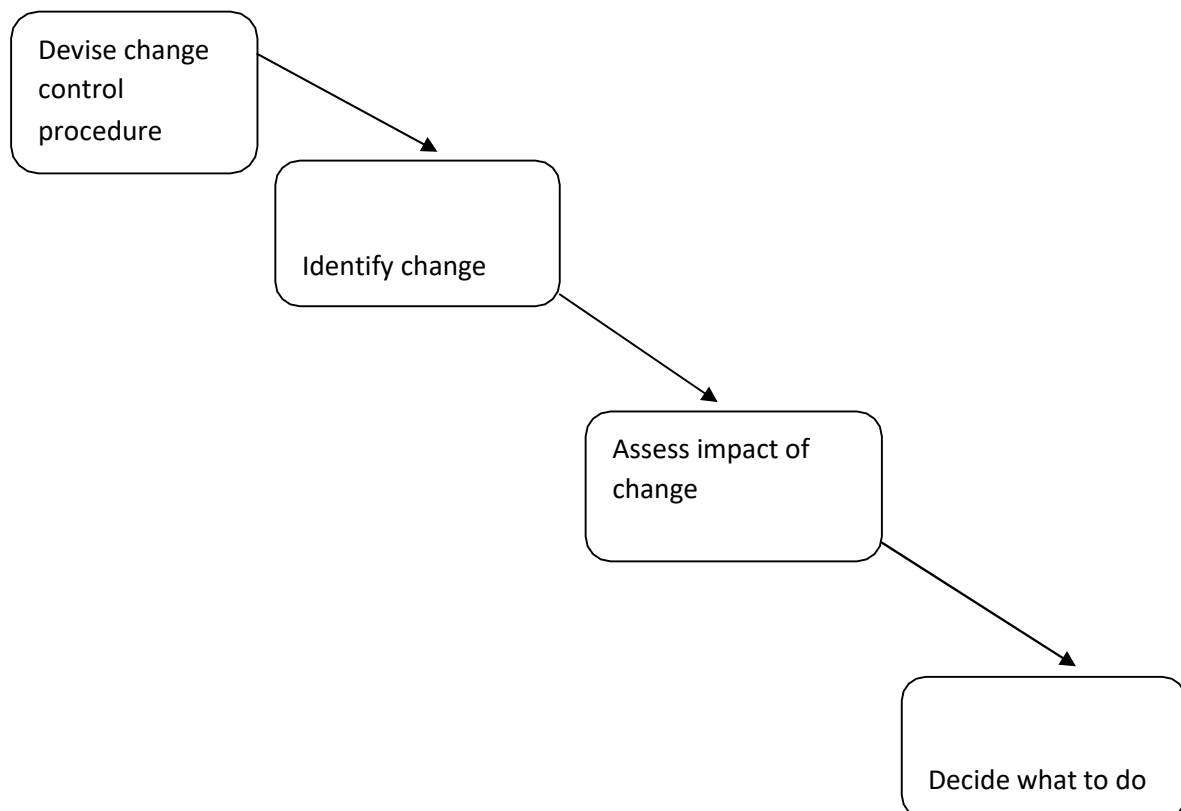 Devise change
control
procedure
Identify change
Assess impact of
change
Decide what to do